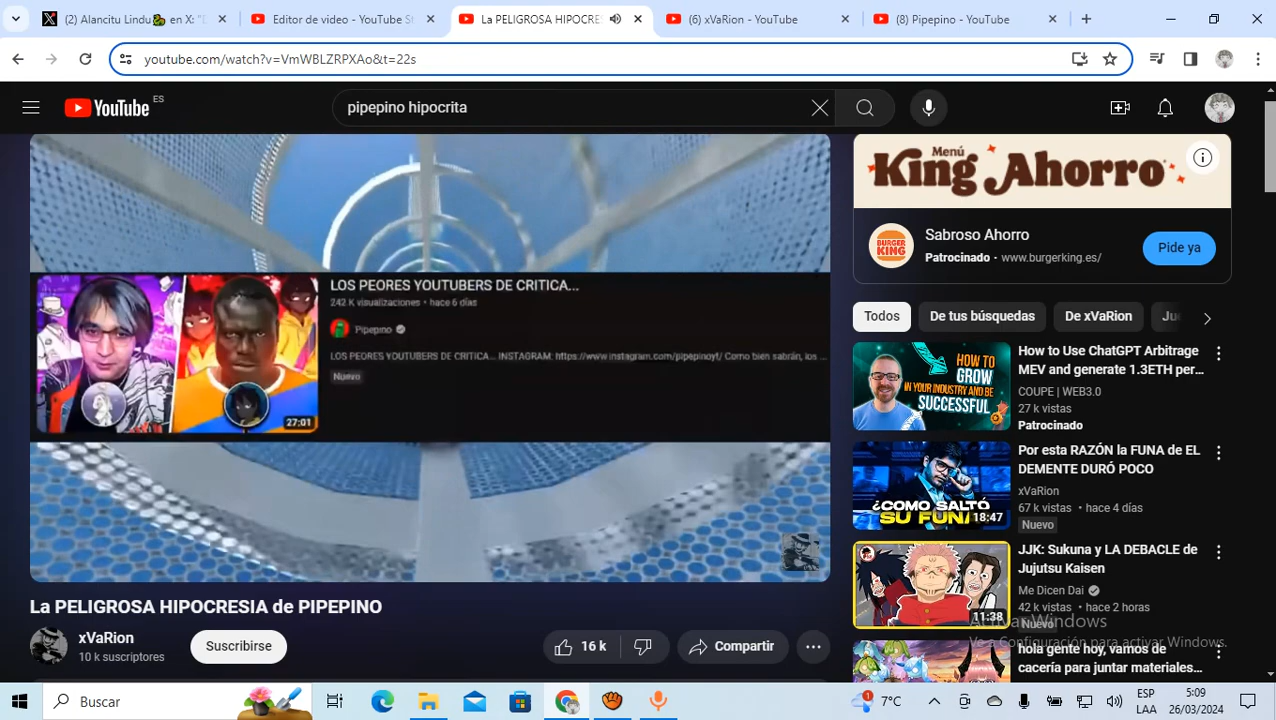 (2) Alancitu Lindu🐍 en X: "
Editor de video - YouTube St
La PELIGROSA HIPOCRES
(6) xVaRion - YouTube
(8) Pipepino - YouTube
youtube.com/watch?v=VmWBLZRPXAo&t=22s
YouTube ES
pipepino hipocrita
LOS PEORES YOUTUBERS DE CRITICA...
242 K visualizaciones • hace 6 días
Pipepino
LOS PEORES YOUTUBERS DE CRITICA... INSTAGRAM: https://www.instagram.com/pipepinoyf/ Como bien sabrán, los ...
Nuevo
27:01
La PELIGROSA HIPOCRESIA de PIPEPINO
xVaRion
10 k suscriptores
Suscribirse
16 k
Compartir
Menú
King Ahorro
BURGER KING
Sabroso Ahorro
Patrocinado • www.burgerking.es/
Pide ya
Todos
De tus búsquedas
De xVaRion
Ju
HOW TO
GROW
IN YOUR INDUSTRY AND BE
SUCCESSFUL
How to Use ChatGPT Arbitrage
MEV and generate 1.3ETH per...
COUPE | WEB3.0
27 k vistas
Patrocinado
¿COMO SALTÓ
SU FUNA
18:47
Por esta RAZÓN la FUNA de EL
DEMENTE DURÓ POCO
xVaRion
67 k vistas • hace 4 días
Nuevo
11:38
JJK: Sukuna y LA DEBACLE de
Jujutsu Kaisen
Me Dicen Dai
42 k vistas • hace 2 horas
Nuevo
Activar Windows
Ve a Configuración para activar Windows.
hola gente hoy, vamos de
cacería para juntar materiales...
Buscar
1
7°C
ESP
LAA
5:09
26/03/2024